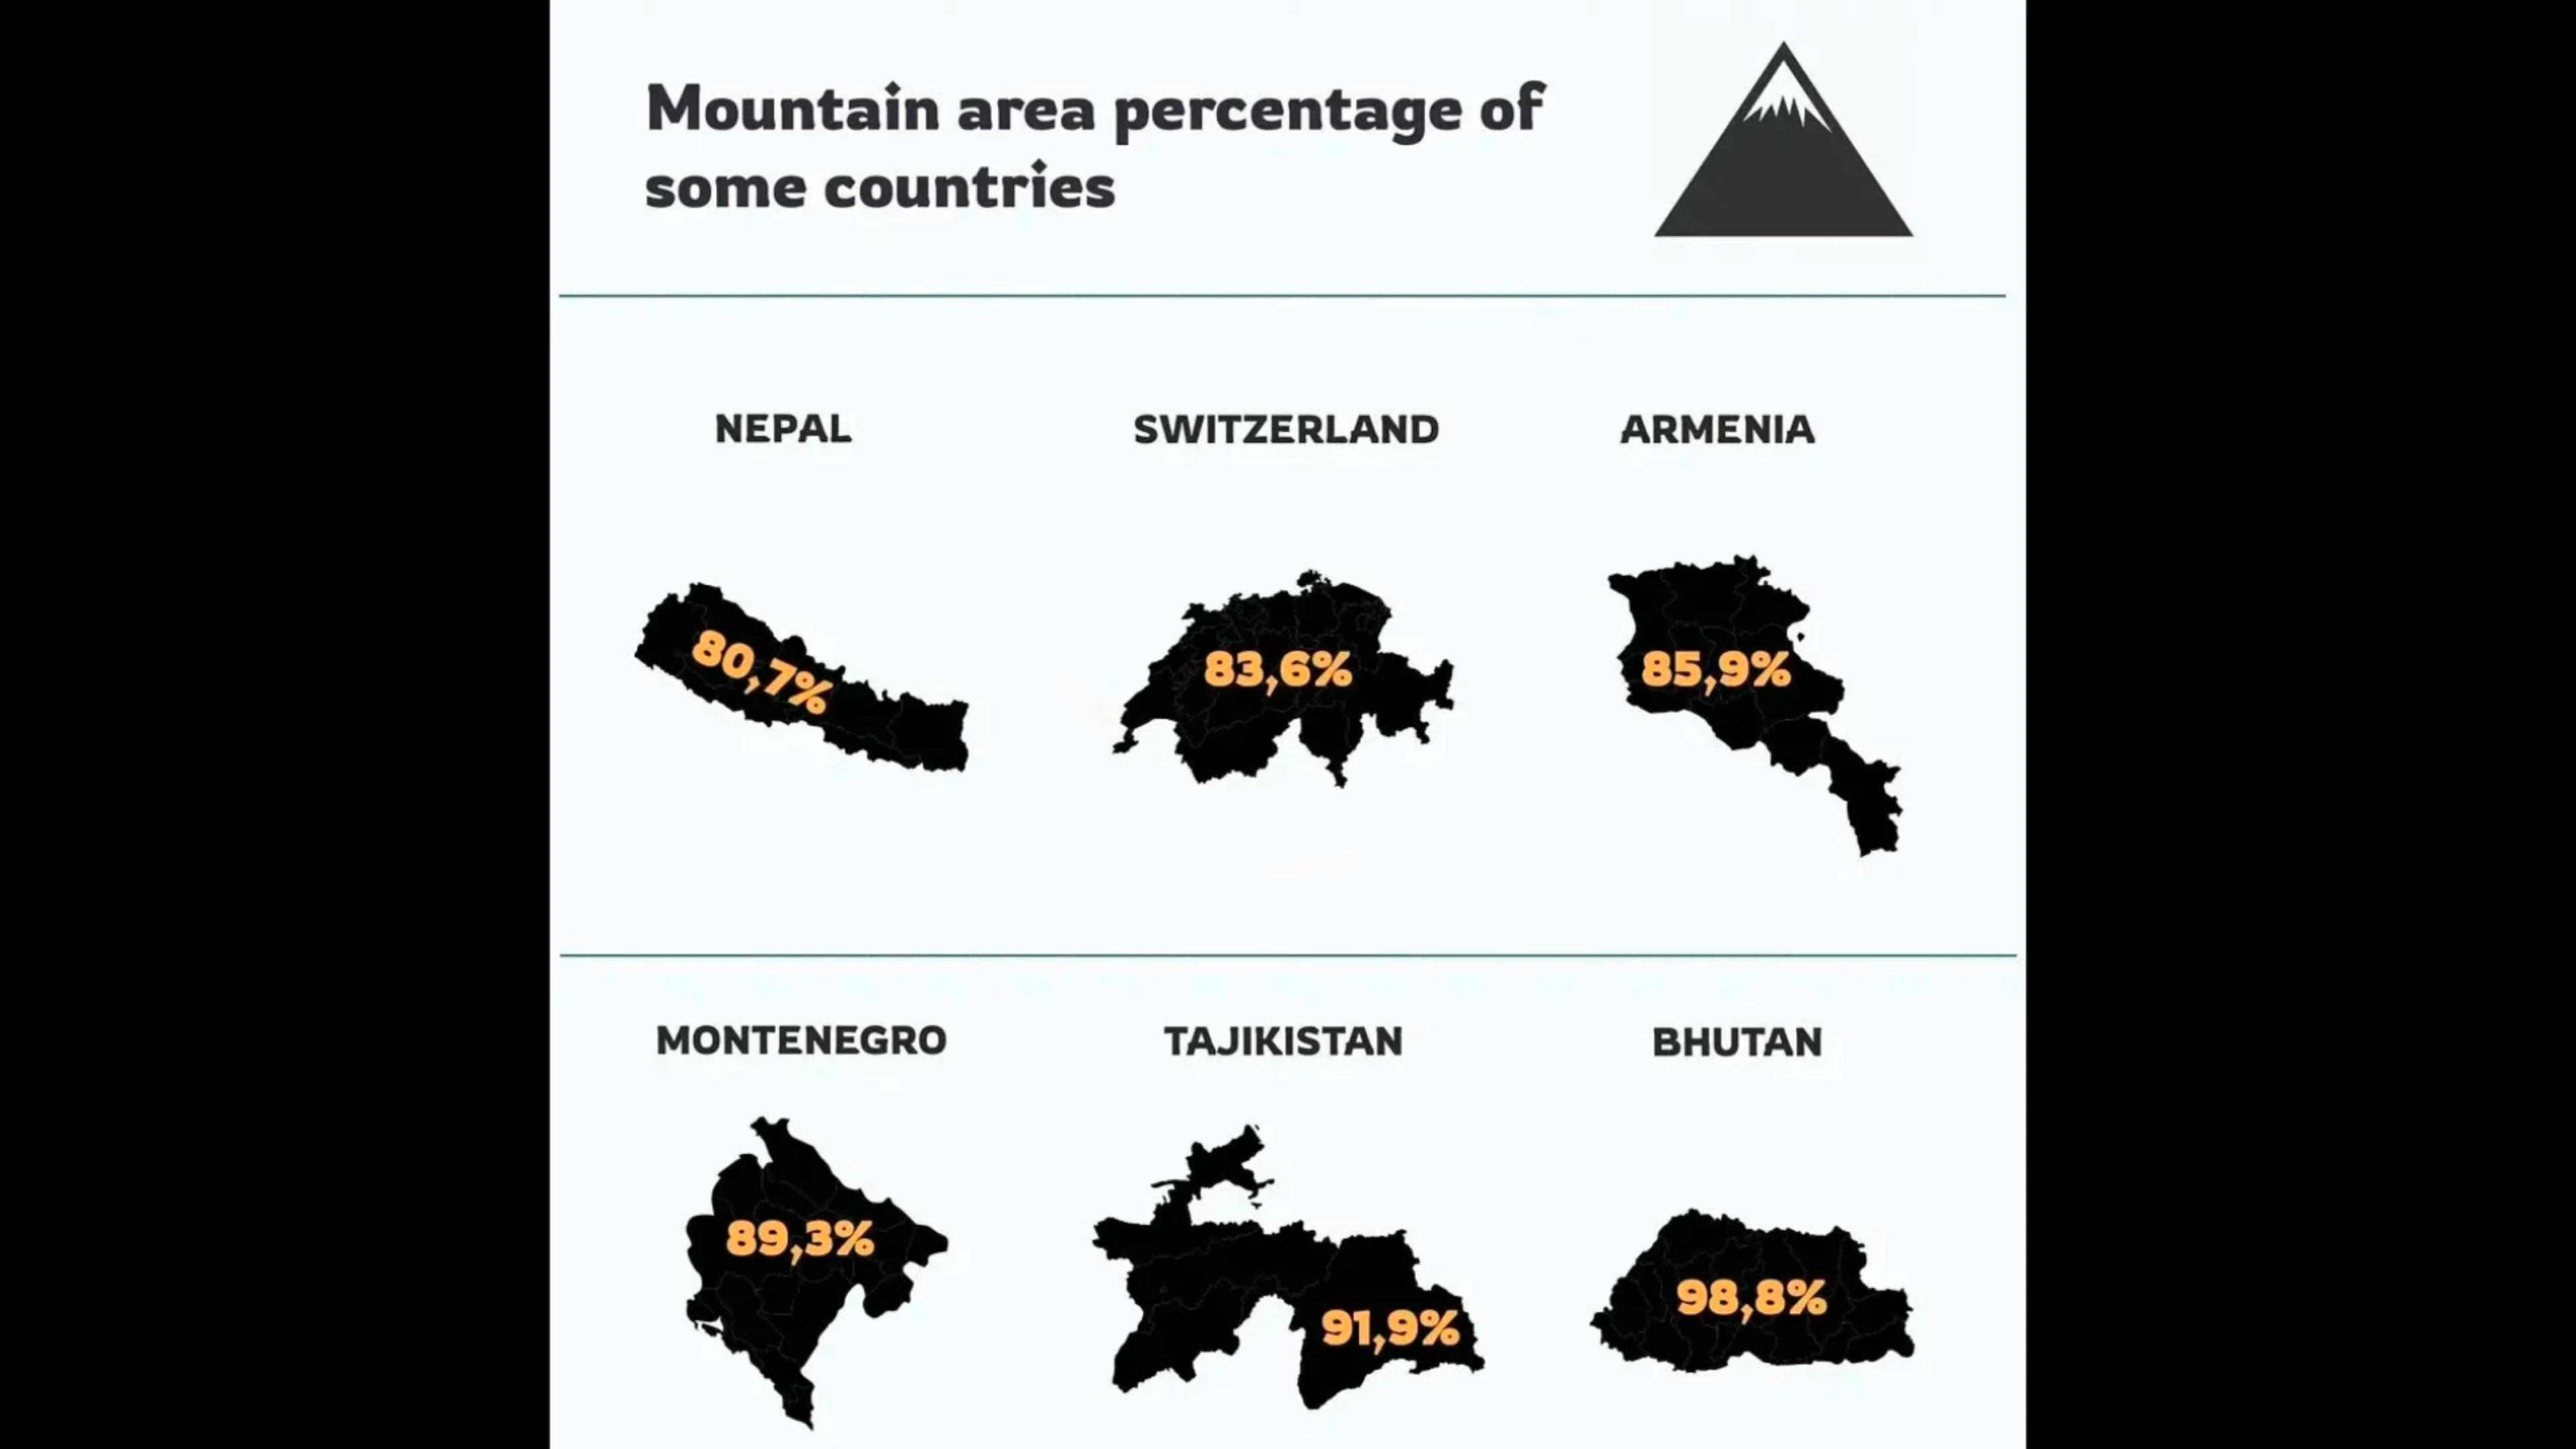 Mountain area percentage of
some countries
NEPAL
SWITZERLAND
ARMENIA
80,7%
83,6%
85,9%
MONTENEGRO
TAJIKISTAN
BHUTAN
89,3%
91,9%
98,8%